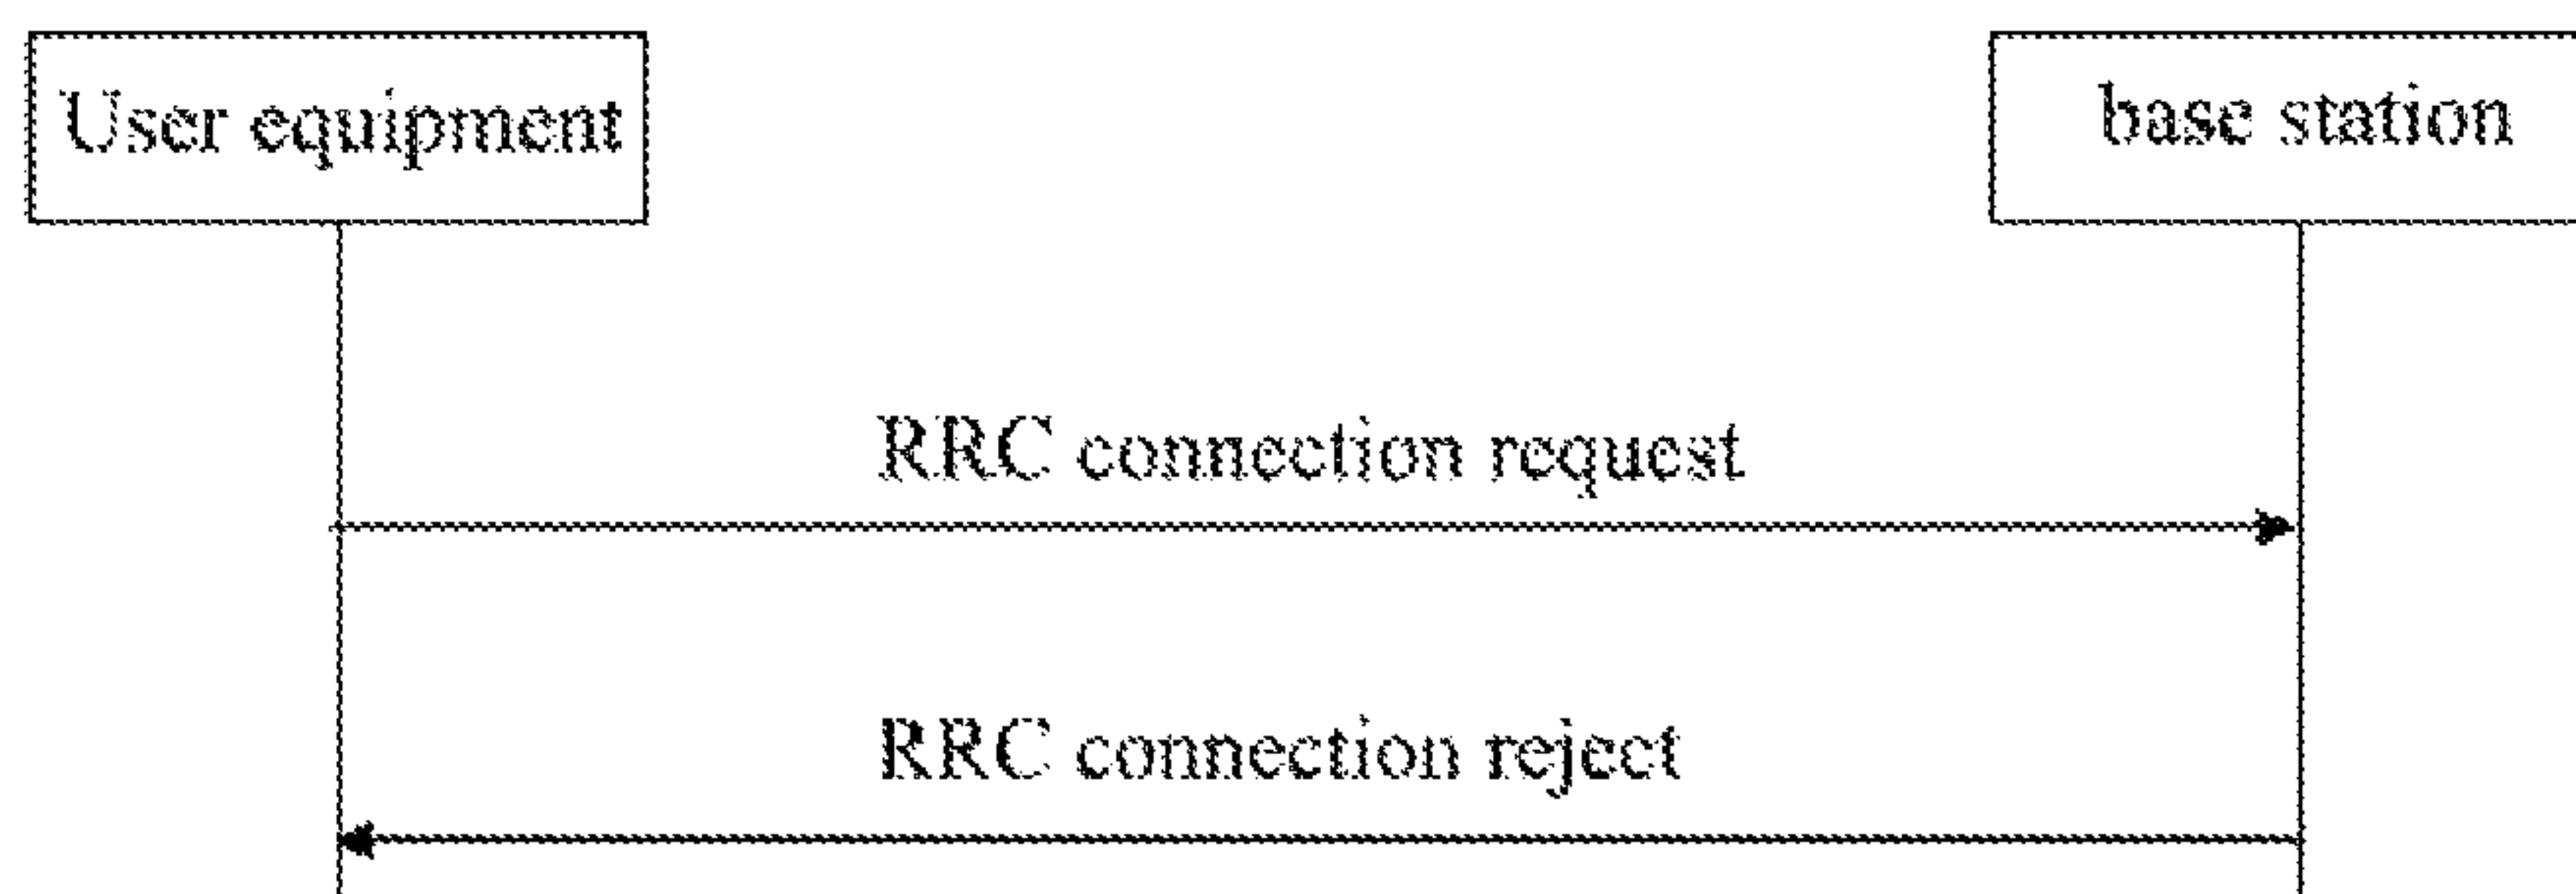 User equipment
base station
RRC connection request
RRC connection reject